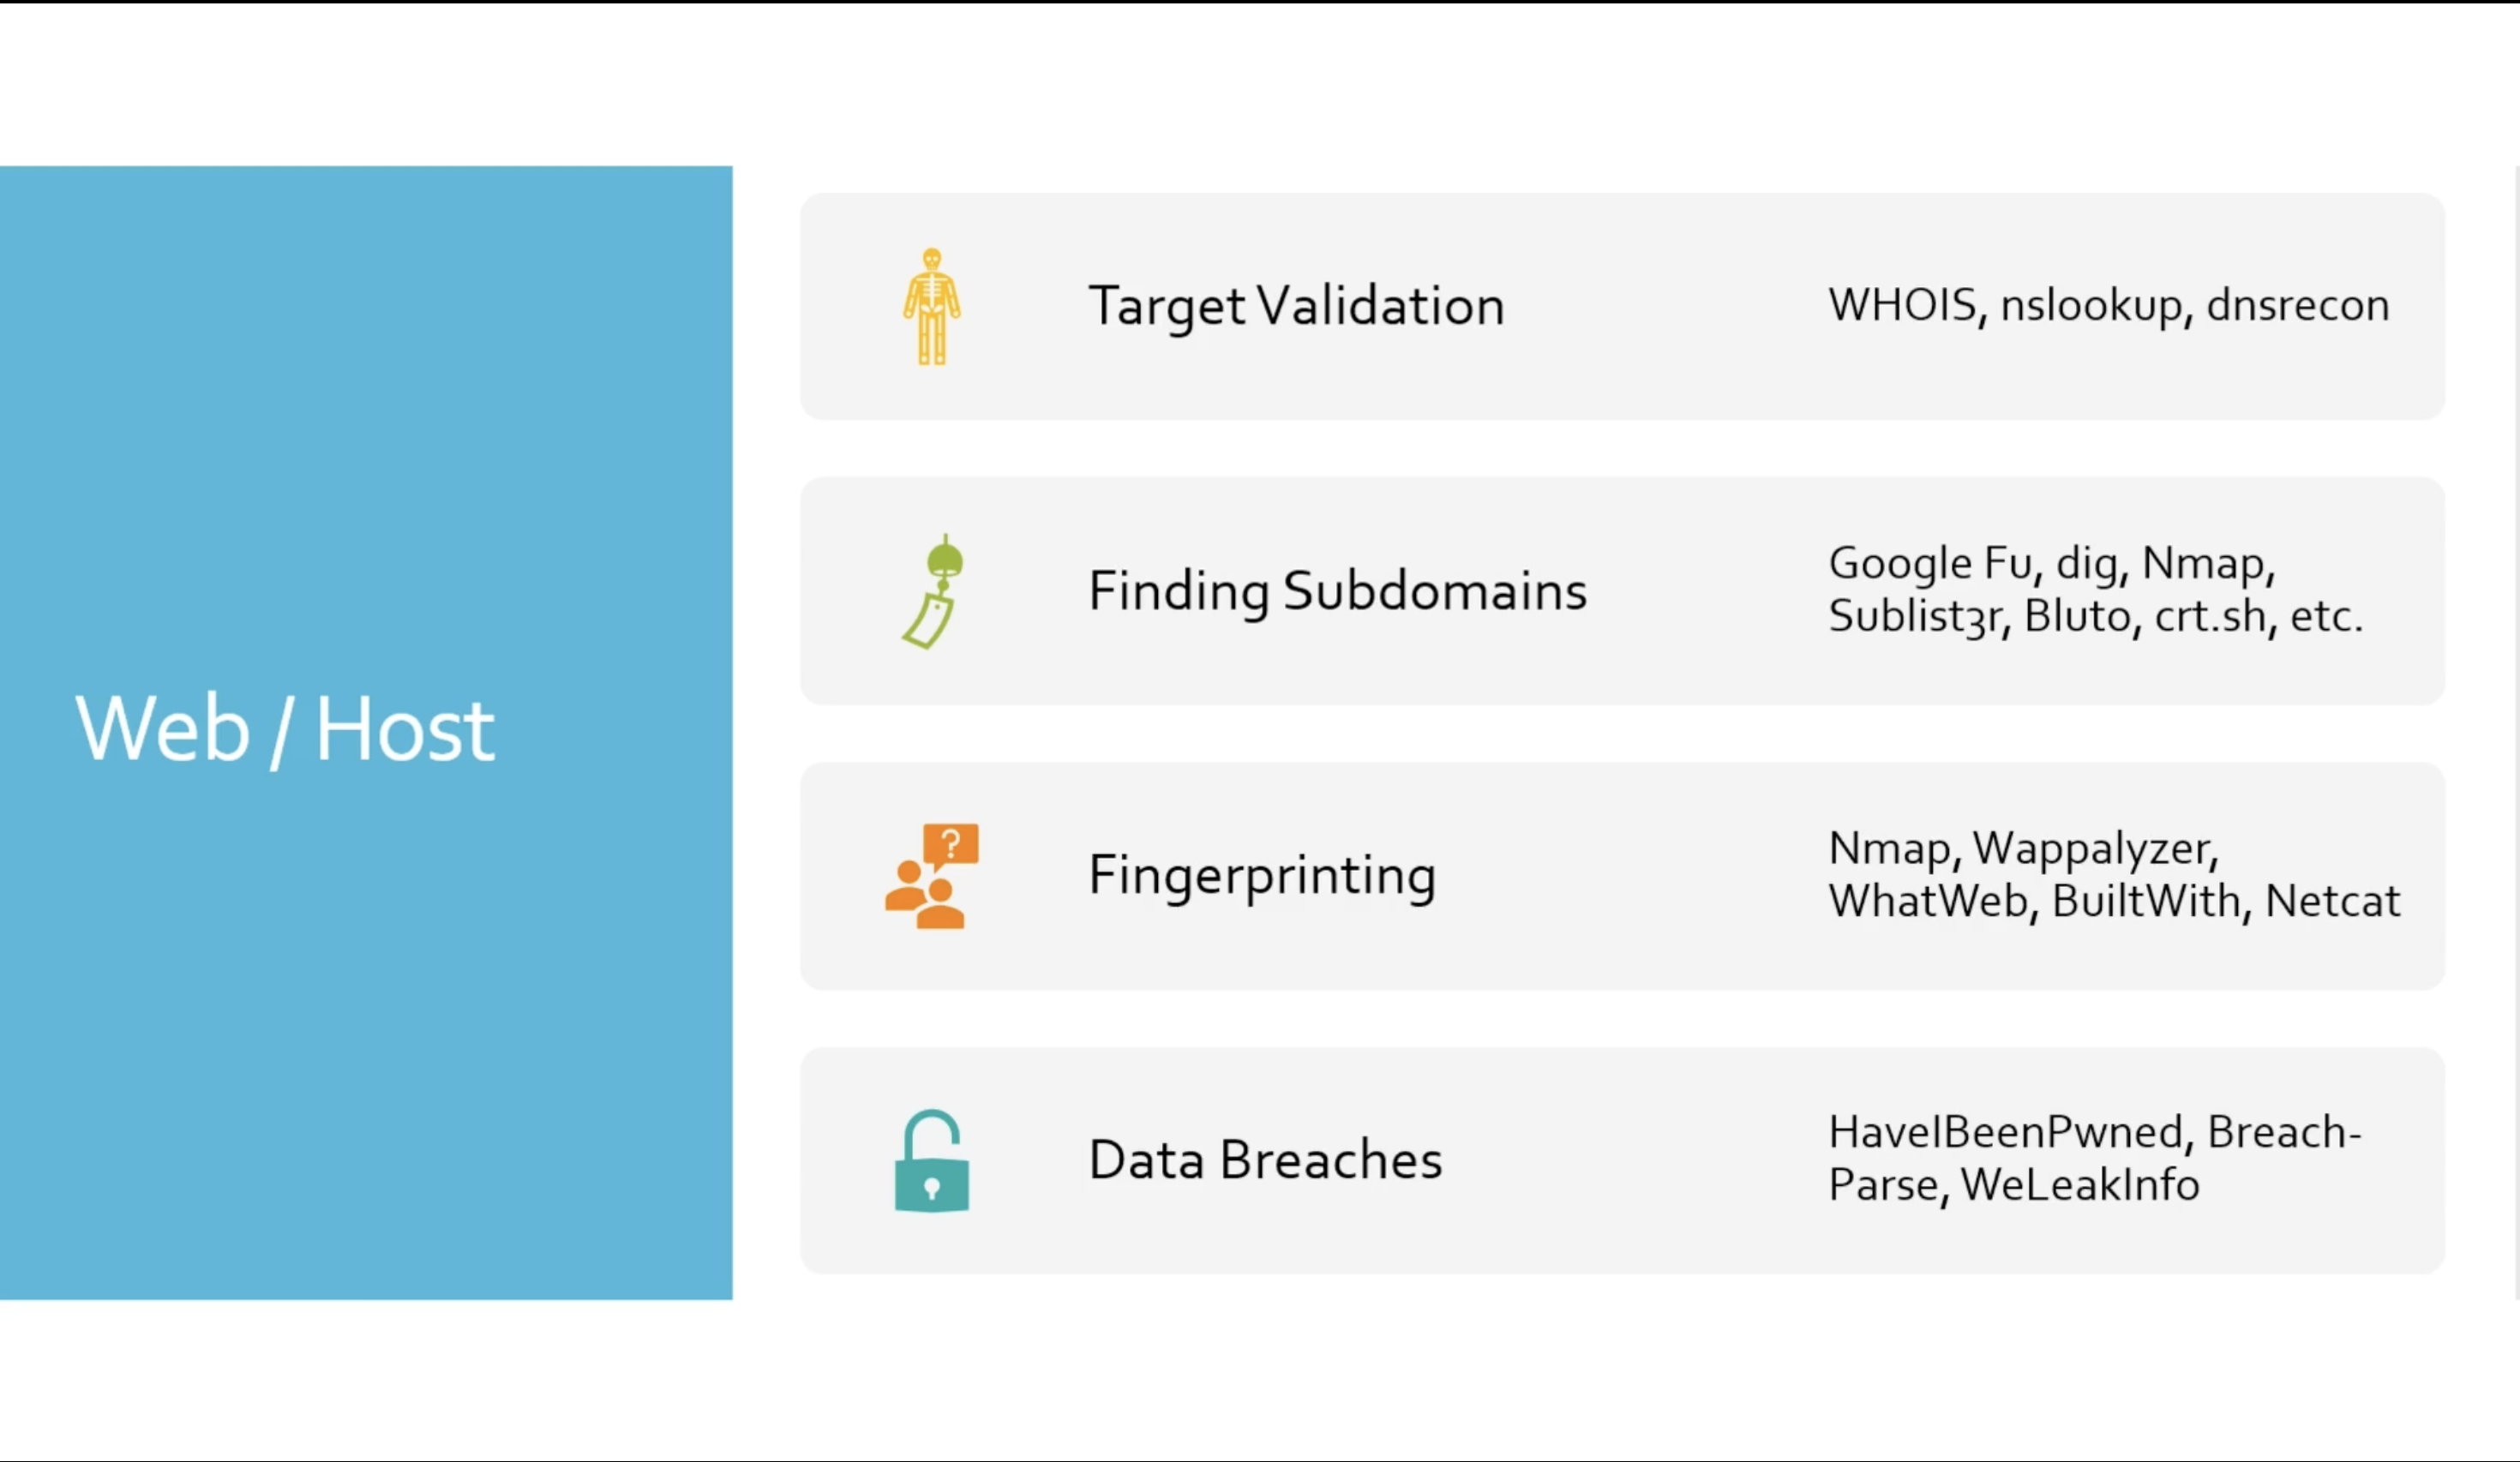 Web / Host
Target Validation
WHOIS, nslookup, dnsrecon
Finding Subdomains
Google Fu, dig, Nmap,
Sublist3r, Bluto, crt.sh, etc.
?
Fingerprinting
Nmap, Wappalyzer,
WhatWeb, BuiltWith, Netcat
Data Breaches
HaveIBeenPwned, Breach-
Parse, WeLeakInfo